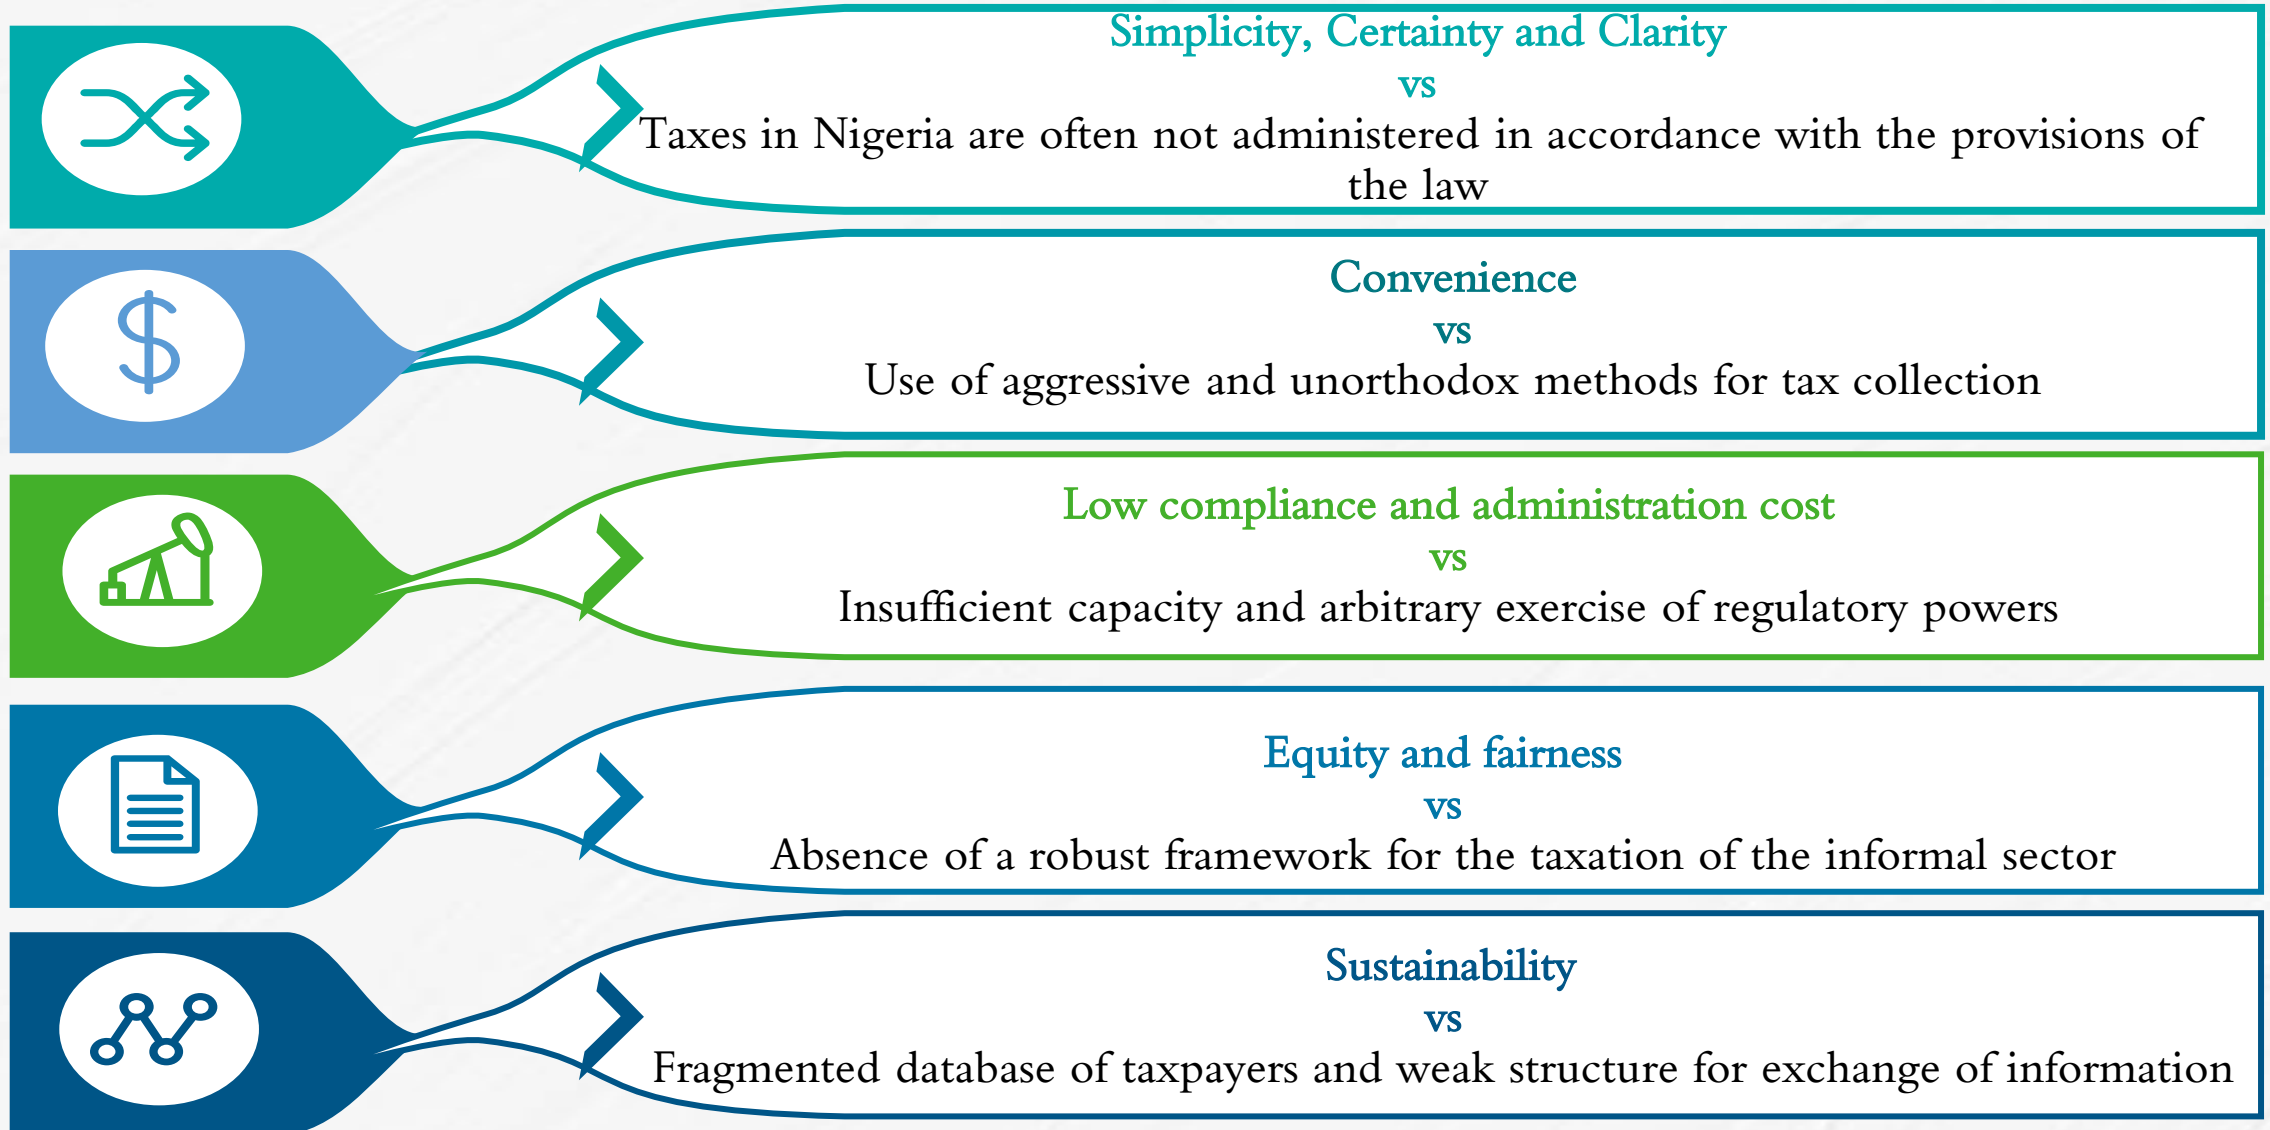 Simplicity, Certainty and Clarity
vs
Taxes in Nigeria are often not administered in accordance with the provisions of
the law
Convenience
vs
Use of aggressive and unorthodox methods for tax collection
Low compliance and administration cost
vs
Insufficient capacity and arbitrary exercise of regulatory powers
Equity and fairness
vs
Absence of a robust framework for the taxation of the informal sector
Sustainability
vs
Fragmented database of taxpayers and weak structure for exchange of information